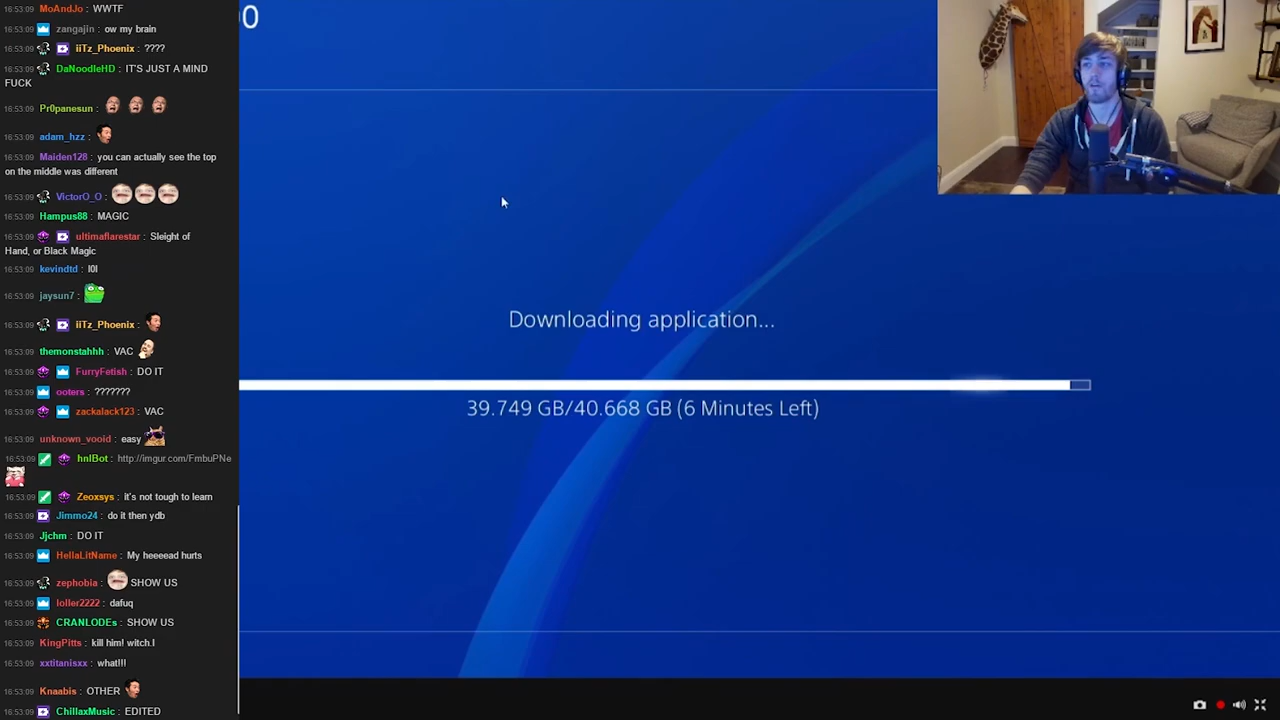 00
16:53:09 MoAndJo : WWTF
16:53:09 zangajin : ow my brain
16:53:09 iiTz_Phoenix : ????
16:53:09 DaNoodleHD : IT'S JUST A MIND
FUCK
16:53:09 Pr0panesun :
16:53:09 adam_hzz :
16:53:09 Maiden128 : you can actually see the top
on the middle was different
16:53:09 VictorO_O :
16:53:09 Hampus88 : MAGIC
16:53:09 ultimaflarestar : Sleight of
Hand, or Black Magic
16:53:09 kevindtd : l0l
16:53:09 jaysun7 :
16:53:09 iiTz_Phoenix :
16:53:09 themonstahhh : VAC
16:53:09 FurryFetish : DO IT
16:53:09 ooters : ???????
16:53:09 zackalack123 : VAC
16:53:09 unknown_vooid : easy
16:53:09 hnlBot : http://imgur.com/FmbuPNe
16:53:09 Zeoxsys : it's not tough to learn
16:53:09 Jimmo24 : do it then ydb
16:53:09 Jjchm : DO IT
16:53:09 HellaLitName : My heeeead hurts
16:53:09 zephobia : SHOW US
16:53:09 loller2222 : dafuq
16:53:09 CRANLODEs : SHOW US
16:53:09 KingPitts : kill him! witch.!
16:53:09 xxtitanisxx : what!!!
16:53:09 Knaabis : OTHER
16:53:09 ChillaxMusic : EDITED
Downloading application...
39.749 GB/40.668 GB (6 Minutes Left)